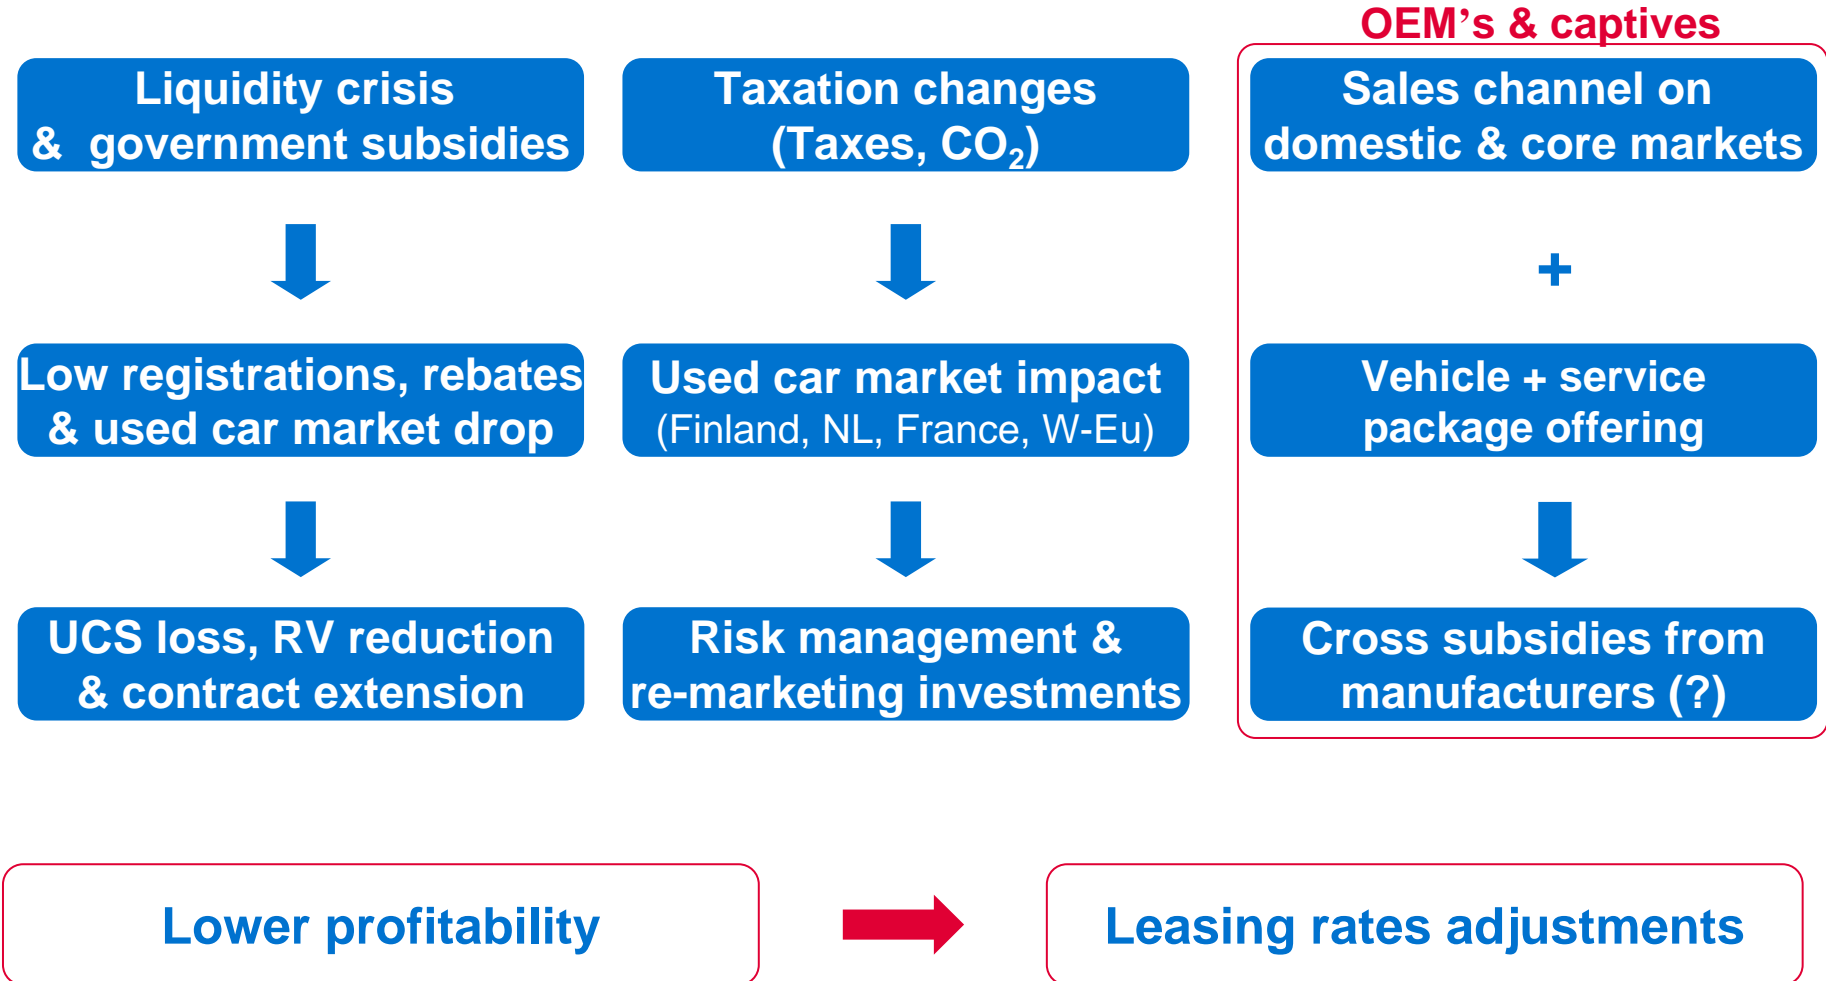 OEM’s & captives
Liquidity crisis
& government subsidies
Low registrations, rebates
& used car market drop
UCS loss, RV reduction
& contract extension
Taxation changes
(Taxes, CO₂)
Used car market impact
(Finland, NL, France, W-Eu)
Risk management &
re-marketing investments
Sales channel on
domestic & core markets
+
Vehicle + service
package offering
Cross subsidies from
manufacturers (?)
Lower profitability
Leasing rates adjustments